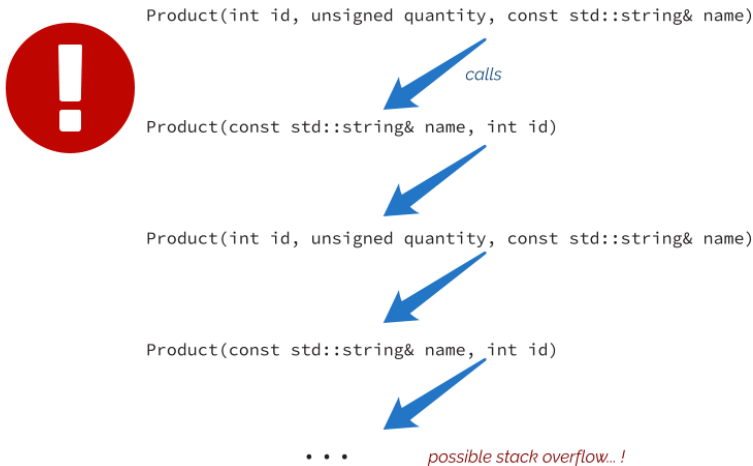 Product(int id, unsigned quantity, const std::string& name)
calls
Product(const std::string& name, int id)
Product(int id, unsigned quantity, const std::string& name)
Product(const std::string& name, int id)
... possible stack overflow... !